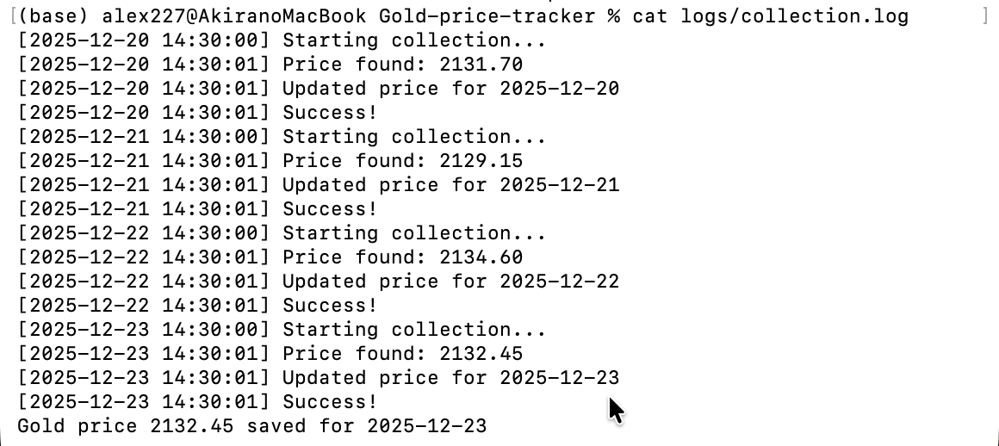 [(base) alex227@AkiranoMacBook Gold-price-tracker % cat logs/collection.log ]
[2025-12-20 14:30:00] Starting collection...
[2025-12-20 14:30:01] Price found: 2131.70
[2025-12-20 14:30:01] Updated price for 2025-12-20
[2025-12-20 14:30:01] Success!
[2025-12-21 14:30:00] Starting collection...
[2025-12-21 14:30:01] Price found: 2129.15
[2025-12-21 14:30:01] Updated price for 2025-12-21
[2025-12-21 14:30:01] Success!
[2025-12-22 14:30:00] Starting collection...
[2025-12-22 14:30:01] Price found: 2134.60
[2025-12-22 14:30:01] Updated price for 2025-12-22
[2025-12-22 14:30:01] Success!
[2025-12-23 14:30:00] Starting collection...
[2025-12-23 14:30:01] Price found: 2132.45
[2025-12-23 14:30:01] Updated price for 2025-12-23
[2025-12-23 14:30:01] Success!
Gold price 2132.45 saved for 2025-12-23